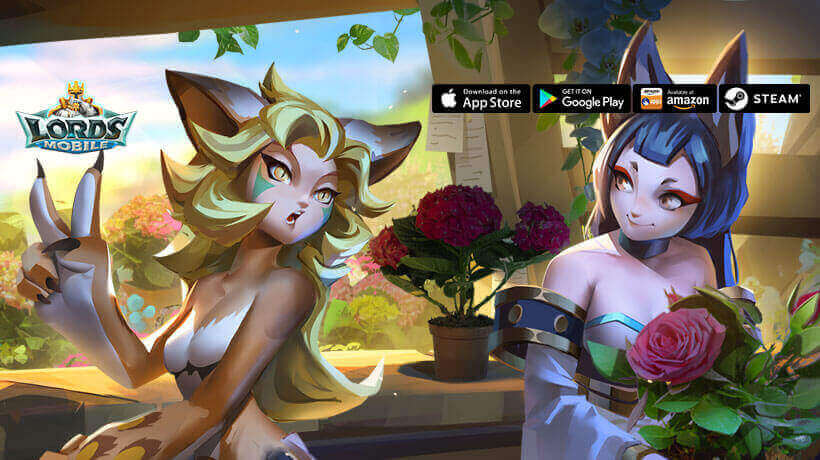 LORDS
MOBILE
Download on the
App Store
GET IT ON
Google Play
Available at
amazon
STEAM